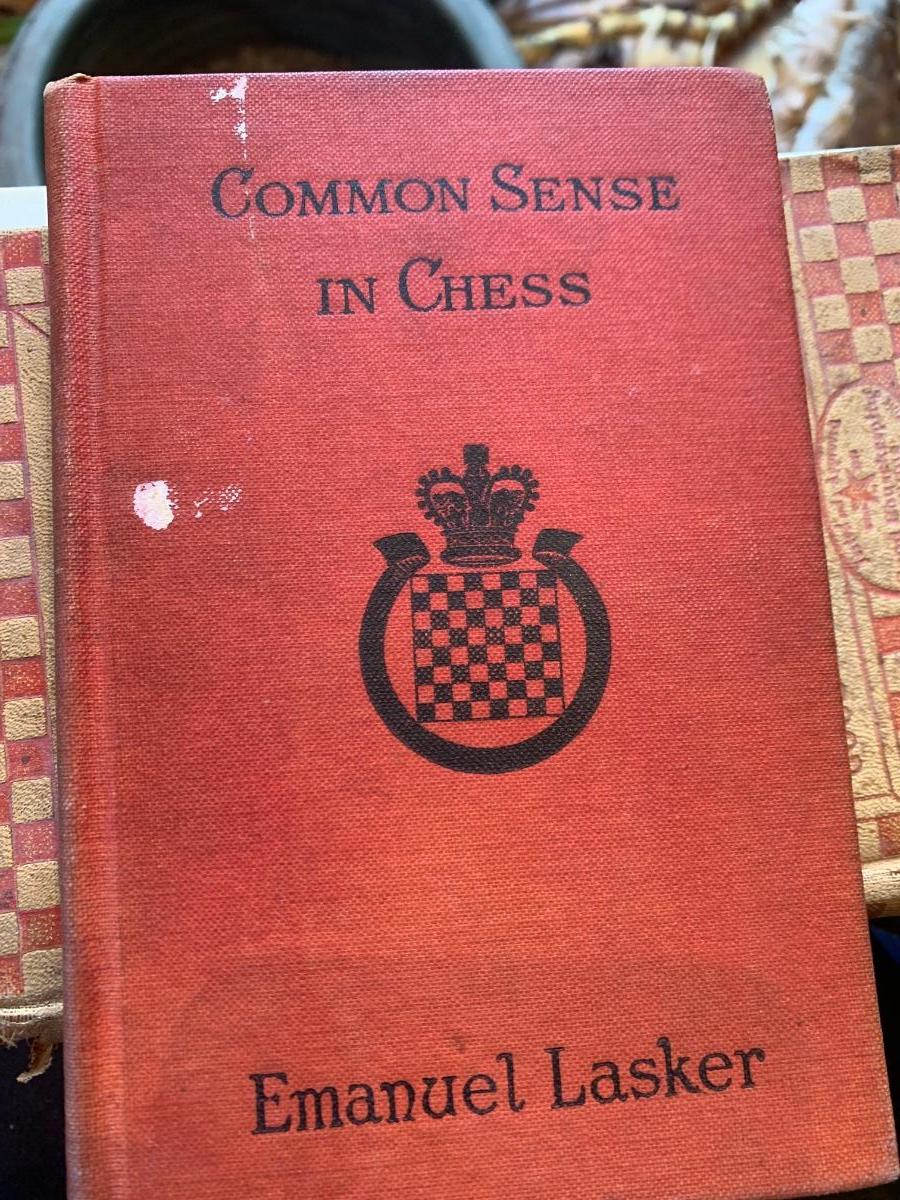 Common Sense
in Chess
Emanuel Lasker